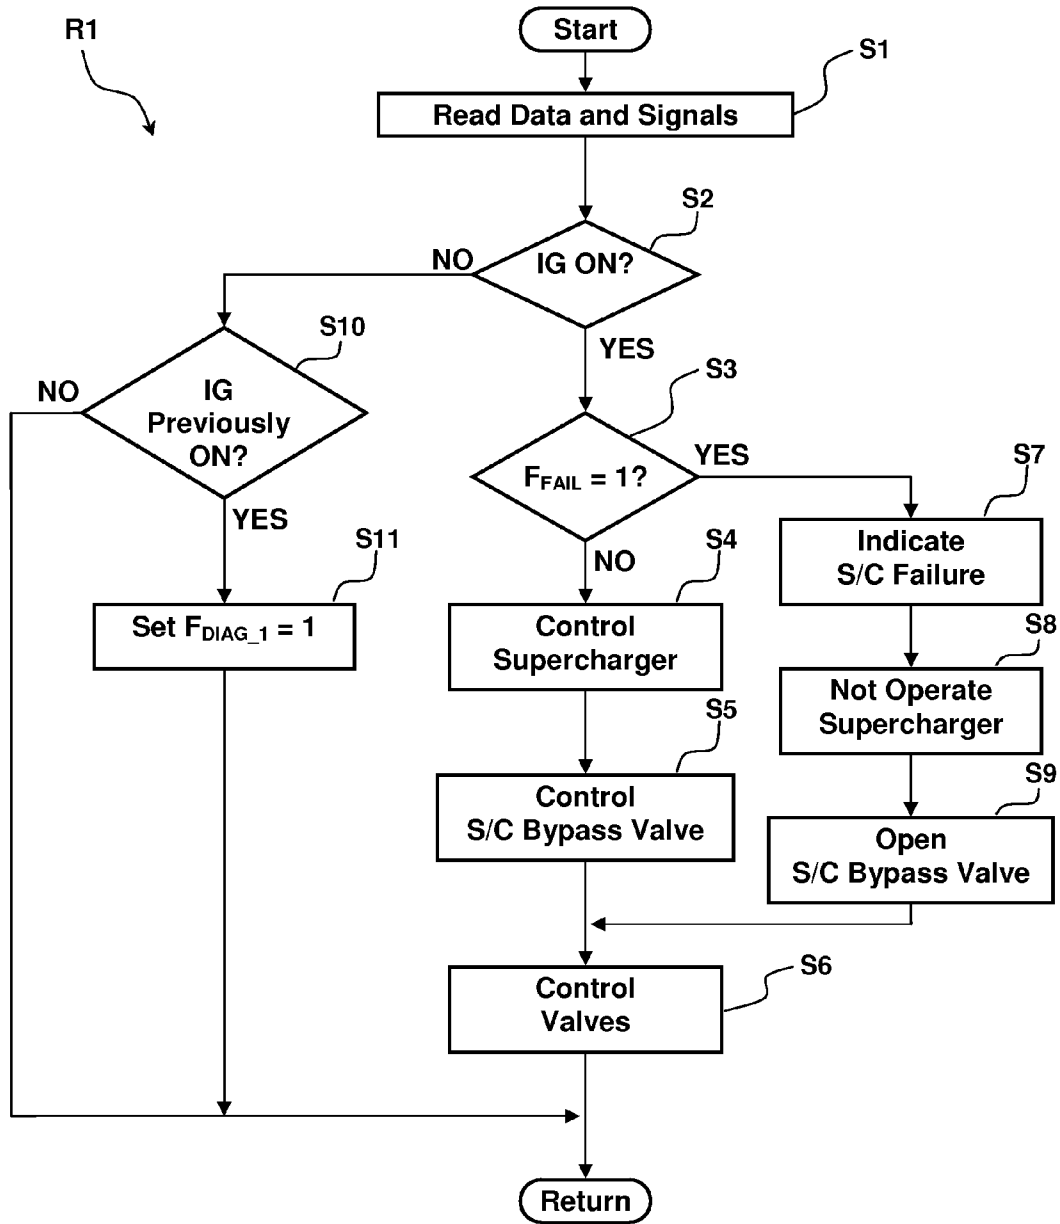 R1
Start
S1
Read Data and Signals
S2
NO
IG ON?
S10
YES
S3
NO
IG
Previously
ON?
YES
FFAIL = 1?
S7
YES
Indicate
S/C Failure
S11
NO
S4
Set FDIAG_1 = 1
Control
Supercharger
S8
Not Operate
Supercharger
S5
Control
S/C Bypass Valve
S9
Open
S/C Bypass Valve
S6
Control
Valves
Return